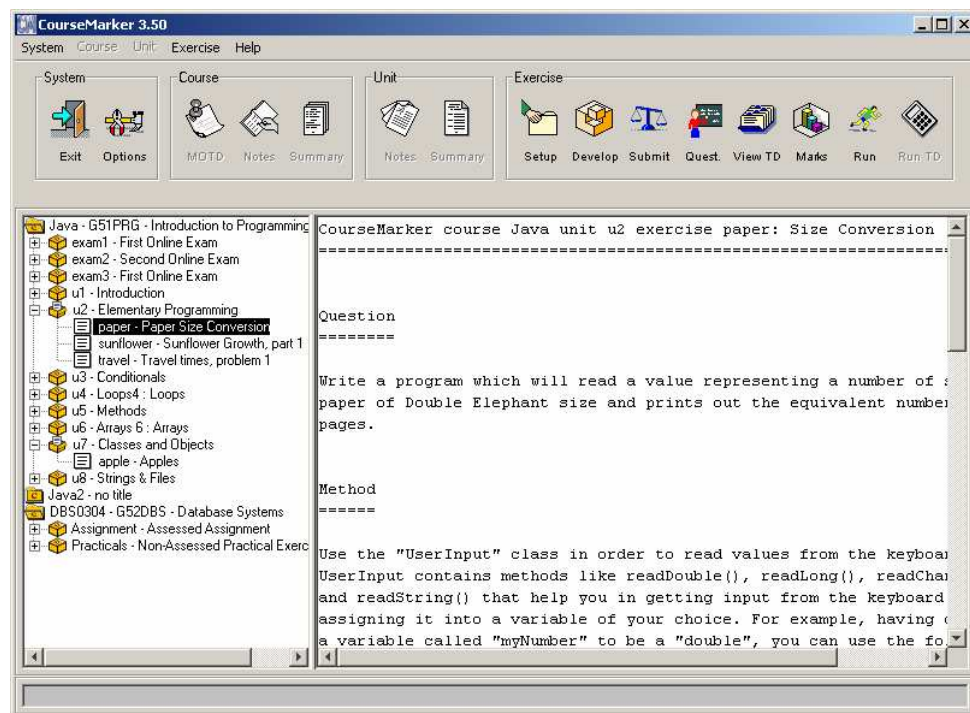 CourseMarker 3.50
System Course Unit Exercise Help
System Course Unit Exercise
Exit Options MOTD Notes Summary Notes Summary Setup Develop Submit Quest. View TD Marks Run Run TD
Java - G51PRG - Introduction to Programming
exam1 - First Online Exam
exam2 - Second Online Exam
exam3 - First Online Exam
u1 - Introduction
u2 - Elementary Programming
paper - Paper Size Conversion
sunflower - Sunflower Growth, part 1
travel - Travel times, problem 1
u3 - Conditionals
u4 - Loops4 : Loops
u5 - Methods
u6 - Arrays 6 : Arrays
u7 - Classes and Objects
apple - Apples
u8 - Strings & Files
Java2 - no title
DBS0304 - G52DBS - Database Systems
Assignment - Assessed Assignment
Practicals - Non-Assessed Practical Exerc
CourseMarker course Java unit u2 exercise paper: Size Conversion
Question
========
Write a program which will read a value representing a number of
paper of Double Elephant size and prints out the equivalent number
pages.
Method
======
Use the "UserInput" class in order to read values from the keyboar
UserInput contains methods like readDouble(), readLong(), readChar
and readString() that help you in getting input from the keyboard
assigning it into a variable of your choice. For example, having
a variable called "myNumber" to be a "double", you can use the fo